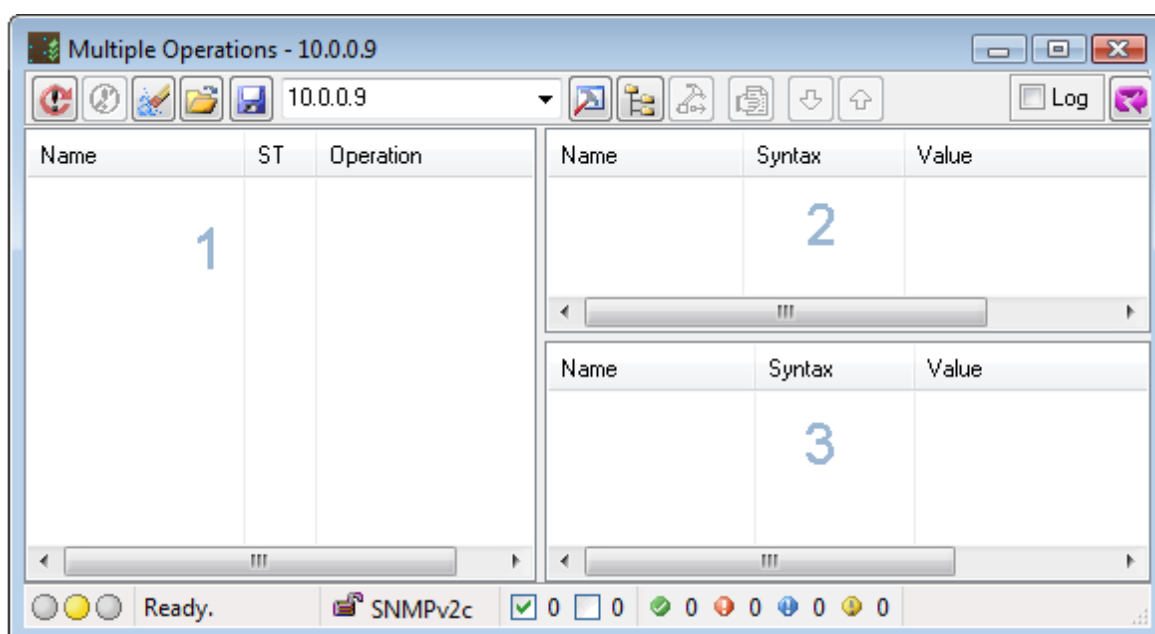 Multiple Operations - 10.0.0.9
10.0.0.9 Log
Name ST Operation
Name Syntax Value
1
2
Name Syntax Value
3
Ready. SNMPv2c 0 0 0 0 0 0